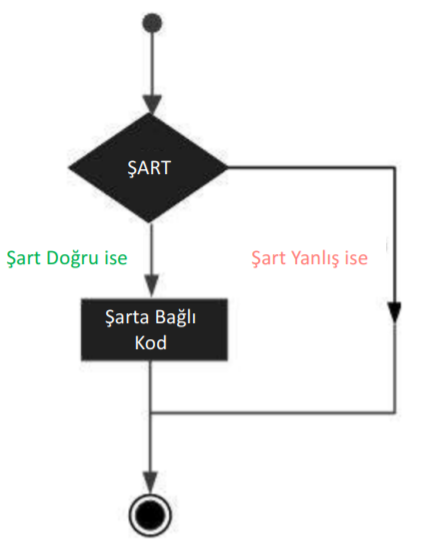 ŞART
Şart Doğru ise
Şart Yanlış ise
Şarta Bağlı
Kod